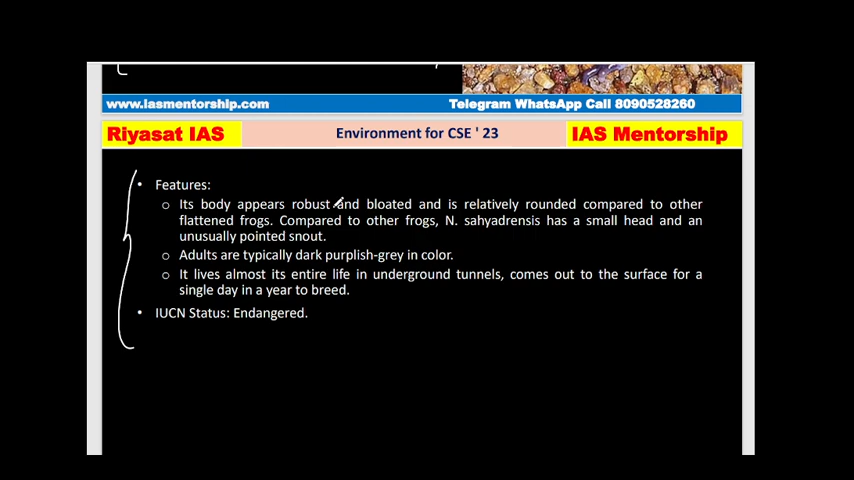 www.iasmentorship.com Telegram WhatsApp Call 8090528260
Riyasat IAS Environment for CSE ' 23 IAS Mentorship
• Features:
o Its body appears robust and bloated and is relatively rounded compared to other
flattened frogs. Compared to other frogs, N. sahyadrensis has a small head and an
unusually pointed snout.
o Adults are typically dark purplish-grey in color.
o It lives almost its entire life in underground tunnels, comes out to the surface for a
single day in a year to breed.
• IUCN Status: Endangered.